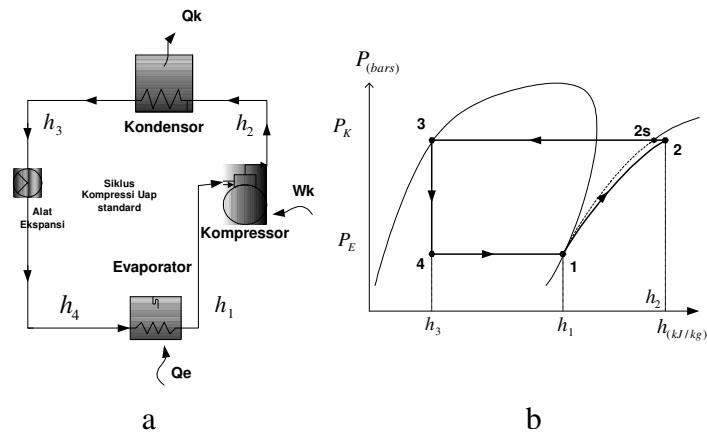 Qk
Kondensor
h3
h2
Alat
Ekspansi
Siklus
Kompressi Uap
standard
Wk
Kompressor
Evaporator
h4
h1
Qe
a
P(bars)
PK
3
2s
2
PE
4
1
h3
h1
h2
h(kJ/kg)
b